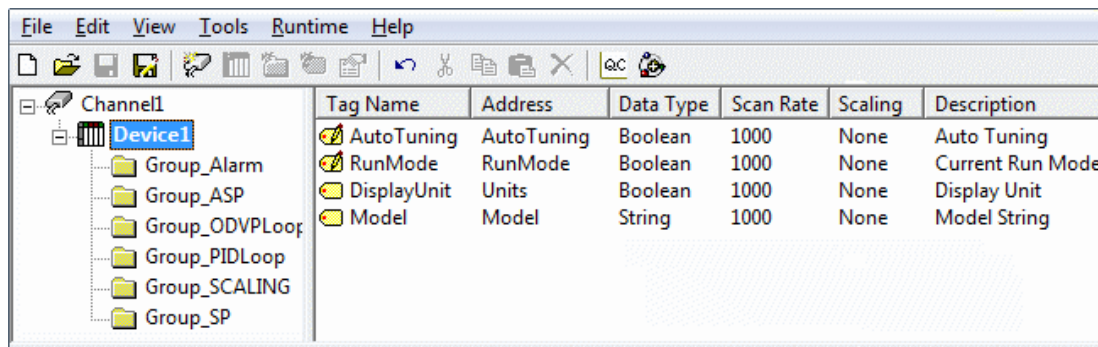 File Edit View Tools Runtime Help
QC
Channel1
Device1
Group_Alarm
Group_ASP
Group_ODVPLoop
Group_PIDLoop
Group_SCALING
Group_SP
Tag Name Address Data Type Scan Rate Scaling Description
AutoTuning AutoTuning Boolean 1000 None Auto Tuning
RunMode RunMode Boolean 1000 None Current Run Mode
DisplayUnit Units Boolean 1000 None Display Unit
Model Model String 1000 None Model String